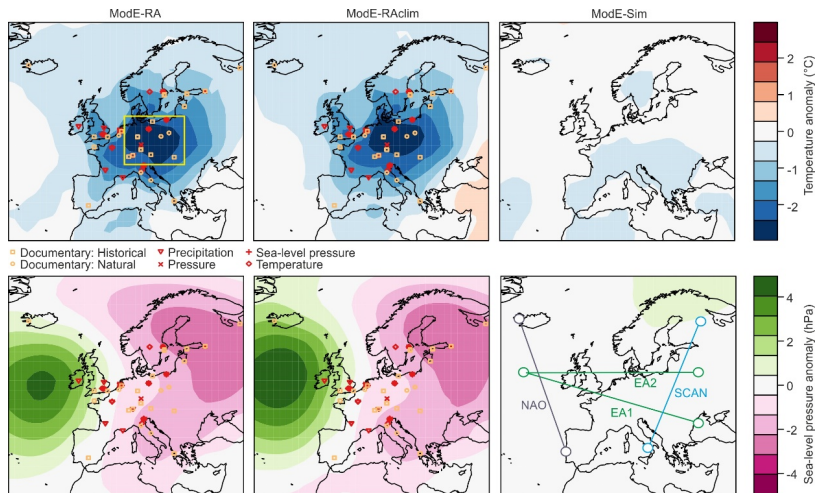 ModE-RA
ModE-RAclim
ModE-Sim
2
1
0
-1
-2
Temperature anomaly (°C)
Documentary: Historical
Precipitation
Sea-level pressure
Documentary: Natural
Pressure
Temperature
NAO
EA2
EA1
SCAN
4
2
0
-2
-4
Sea-level pressure anomaly (hPa)